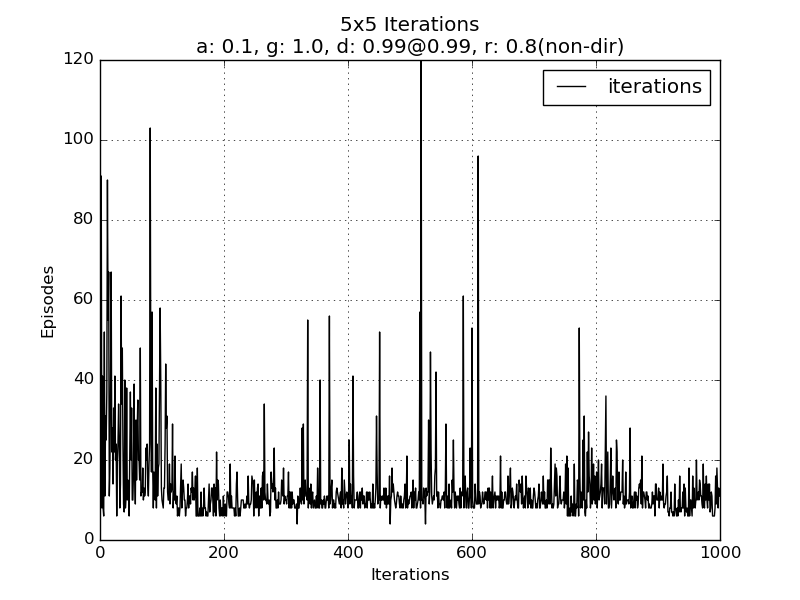 5x5 Iterations
a: 0.1, g: 1.0, d: 0.99@0.99, r: 0.8(non-dir)
iterations
120
100
80
60
40
20
0
Episodes
0 200 400 600 800 1000
Iterations